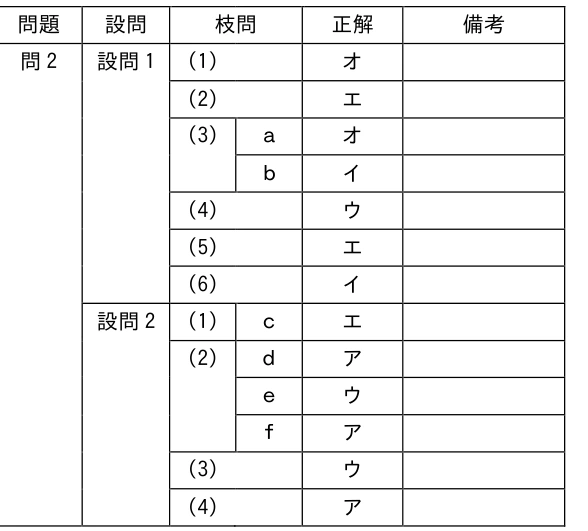 問題 設問 枝問 正解 備考
問2 設問1 (1) オ
(2) エ
(3) a オ
b イ
(4) ウ
(5) エ
(6) イ
設問2 (1) c エ
(2) d ア
e ウ
f ア
(3) ウ
(4) ア